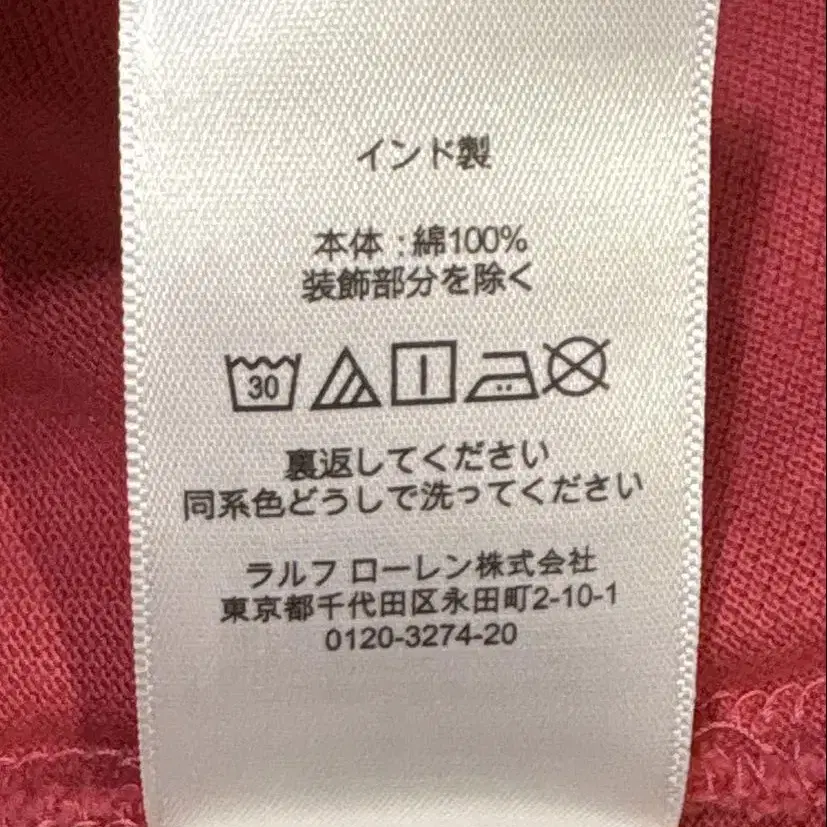 インド製
本体:綿100%
装飾部分を除く
30
裏返してください
同系色どうしで洗ってください
ラルフ ローレン株式会社
東京都千代田区永田町2-10-1
0120-3274-20